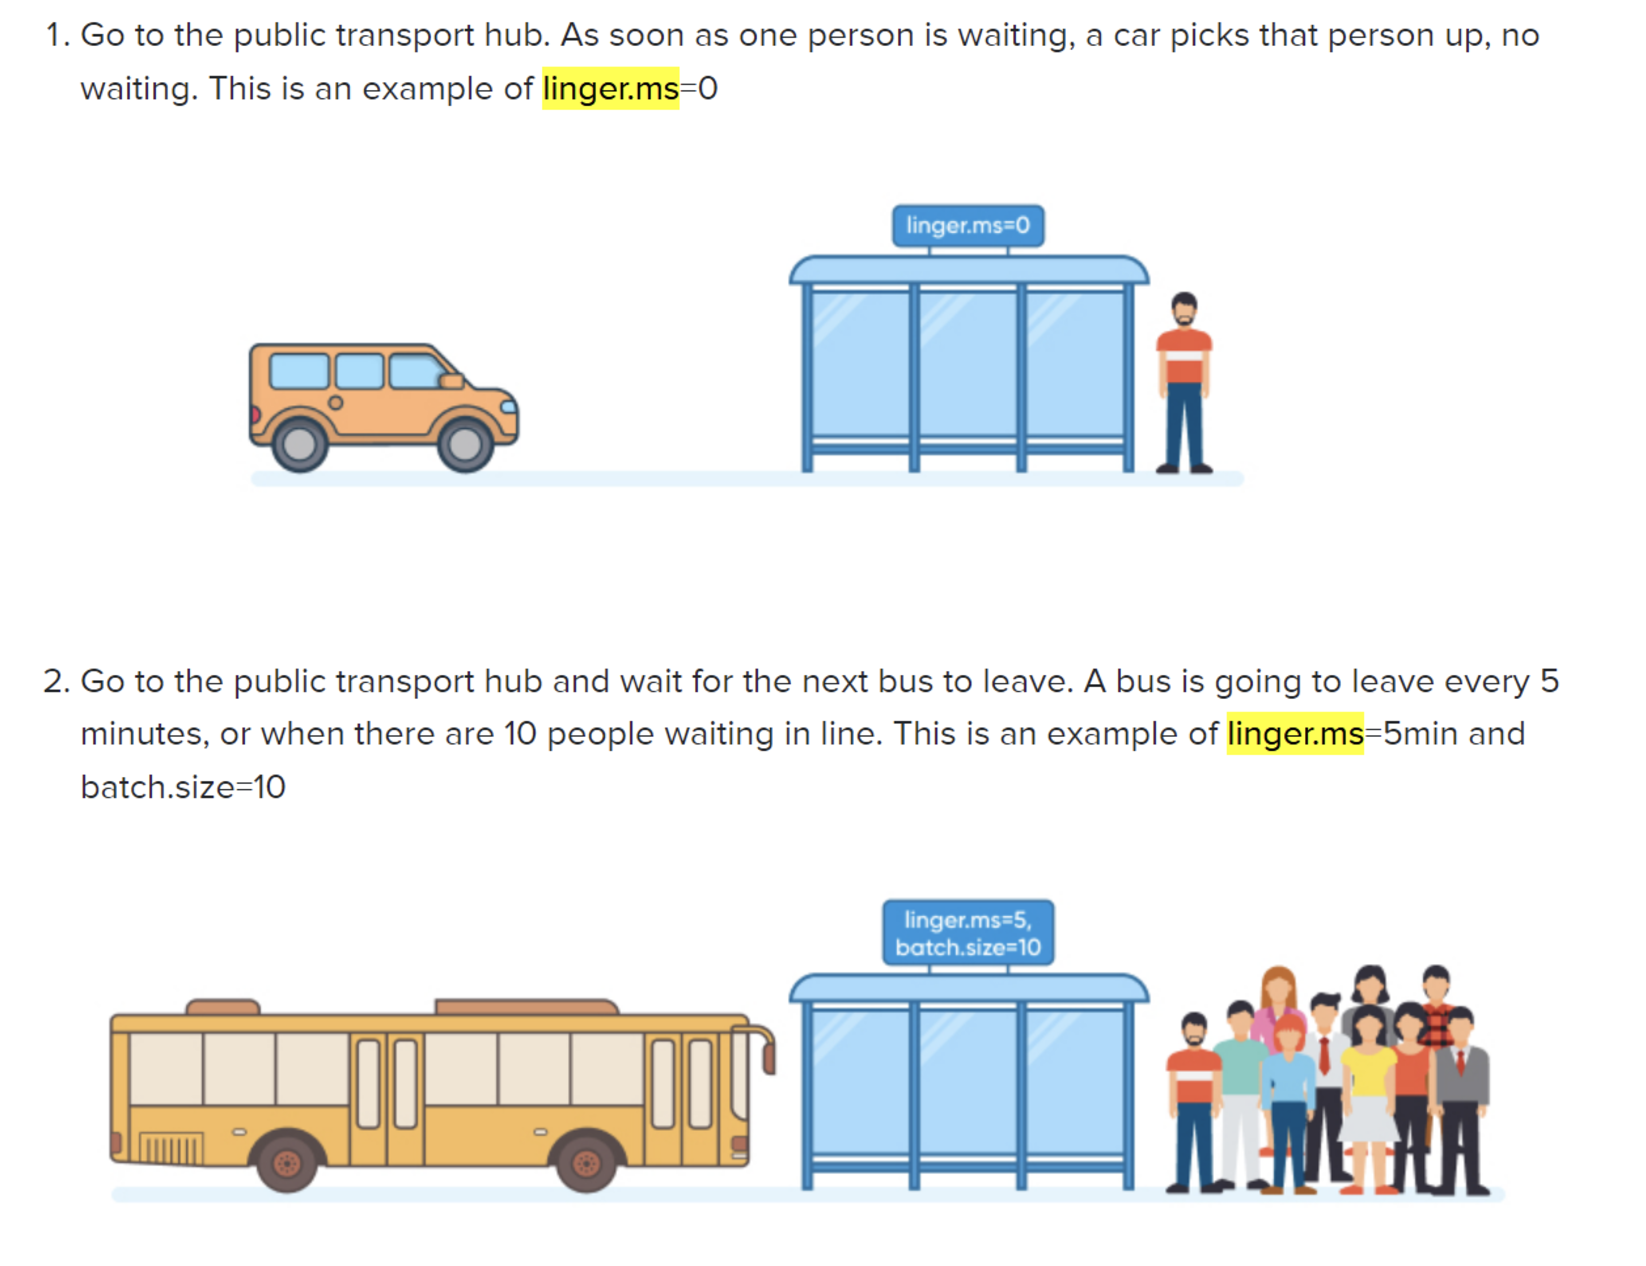 1. Go to the public transport hub. As soon as one person is waiting, a car picks that person up, no
waiting. This is an example of linger.ms=0
linger.ms=0
2. Go to the public transport hub and wait for the next bus to leave. A bus is going to leave every 5
minutes, or when there are 10 people waiting in line. This is an example of linger.ms=5min and
batch.size=10
linger.ms=5,
batch.size=10